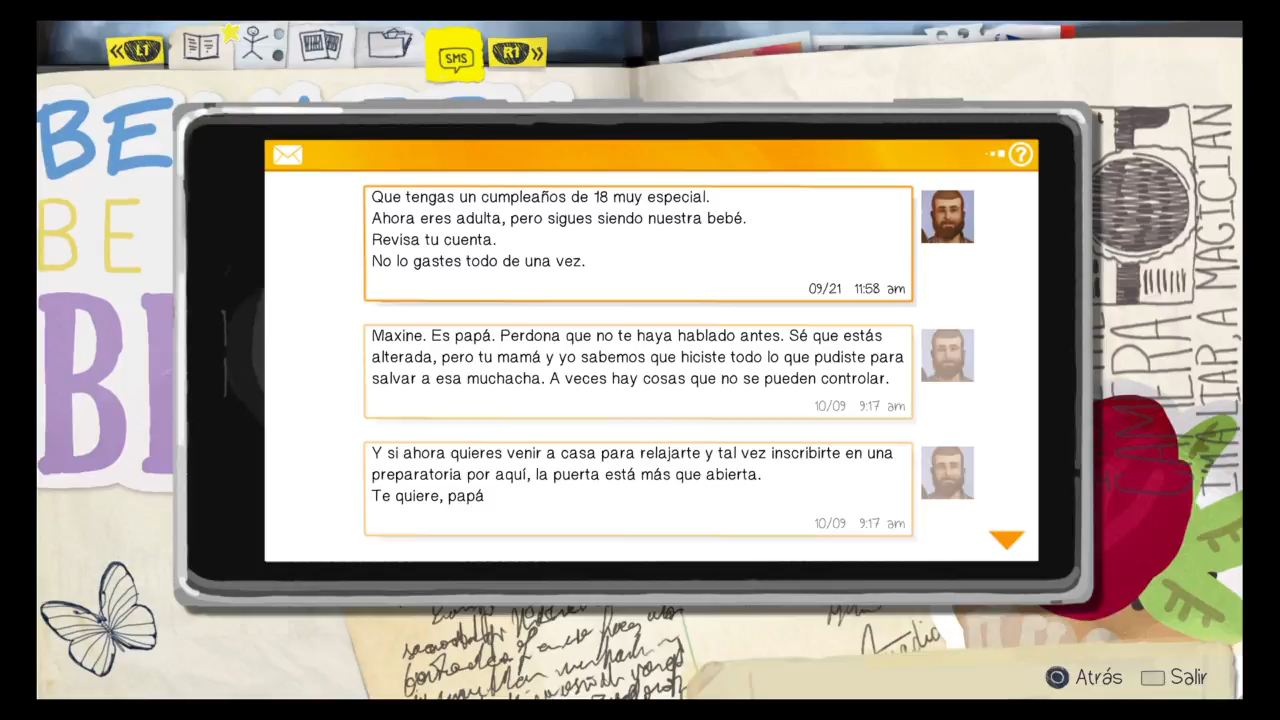 L1
SMS
R1
BE
BE
Que tengas un cumpleaños de 18 muy especial.
Ahora eres adulta, pero sigues siendo nuestra bebé.
Revisa tu cuenta.
No lo gastes todo de una vez.
09/21 11:58 am
Maxine. Es papá. Perdona que no te haya hablado antes. Sé que estás
alterada, pero tu mamá y yo sabemos que hiciste todo lo que pudiste para
salvar a esa muchacha. A veces hay cosas que no se pueden controlar.
10/09 9:17 am
Y si ahora quieres venir a casa para relajarte y tal vez inscribirte en una
preparatoria por aquí, la puerta está más que abierta.
Te quiere, papá
10/09 9:17 am
MAGICIAN
Atrás
Salir